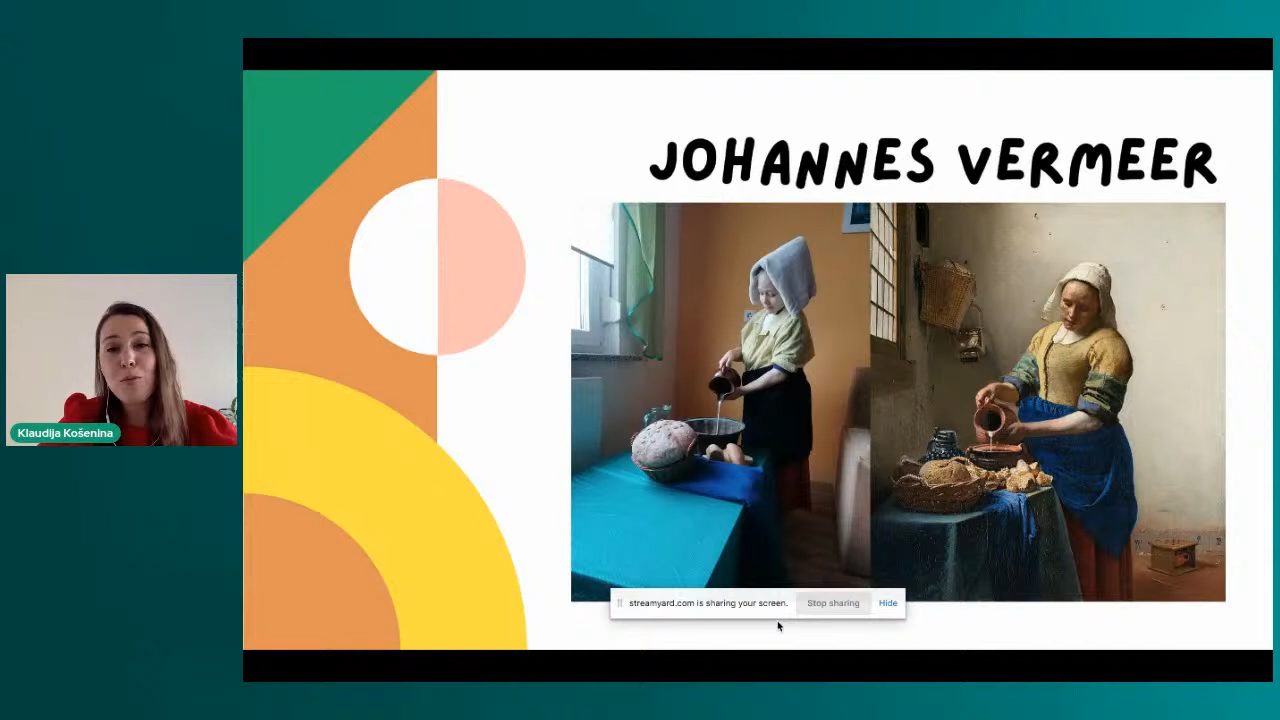 JOHANNES VERMEER
Klaudija Košenina
streamyard.com is sharing your screen. Stop sharing Hide